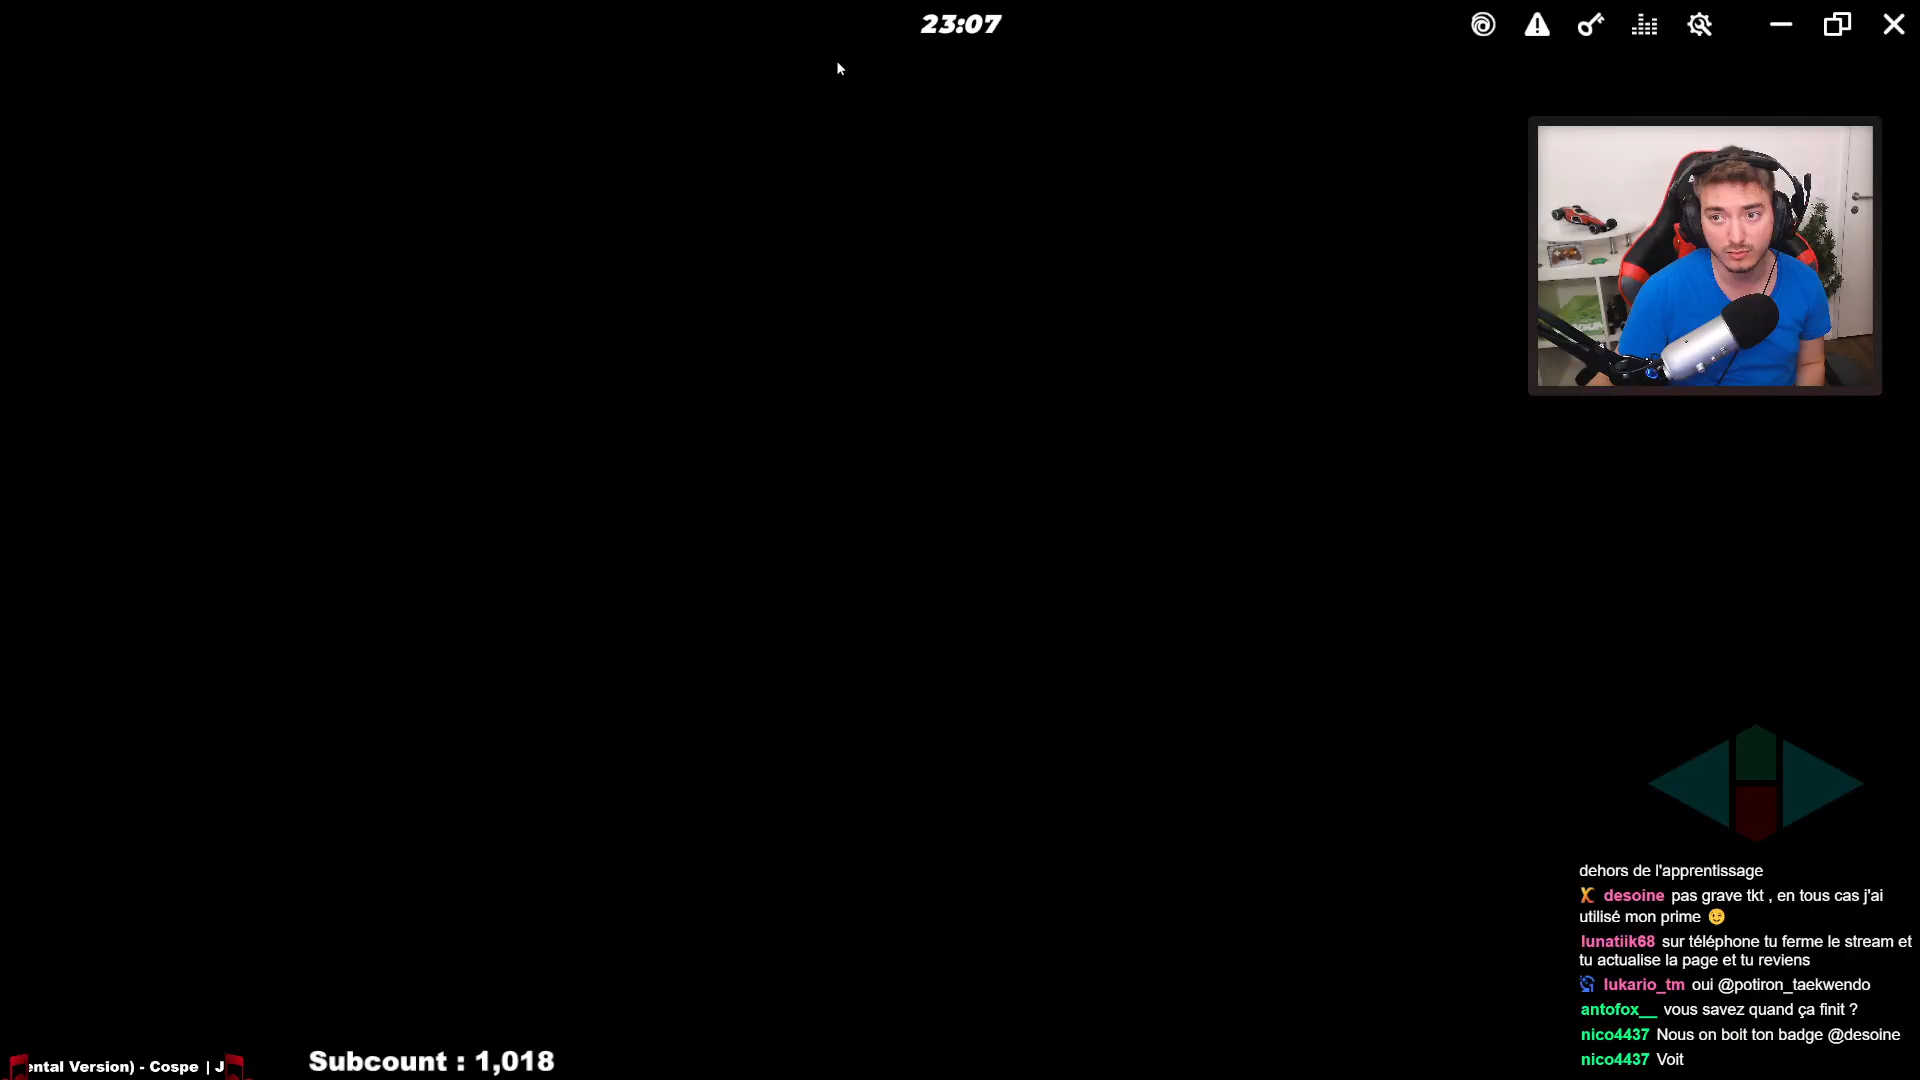 23:07
dehors de l'apprentissage
desoine pas grave tkt , en tous cas j'ai
utilisé mon prime
lunatiik68 sur téléphone tu ferme le stream et
tu actualise la page et tu reviens
lukario_tm oui @potiron_taekwendo
antofox__ vous savez quand ça finit ?
nico4437 Nous on boit ton badge @desoine
nico4437 Voit
ental Version) - Cospe | J
Subcount : 1,018